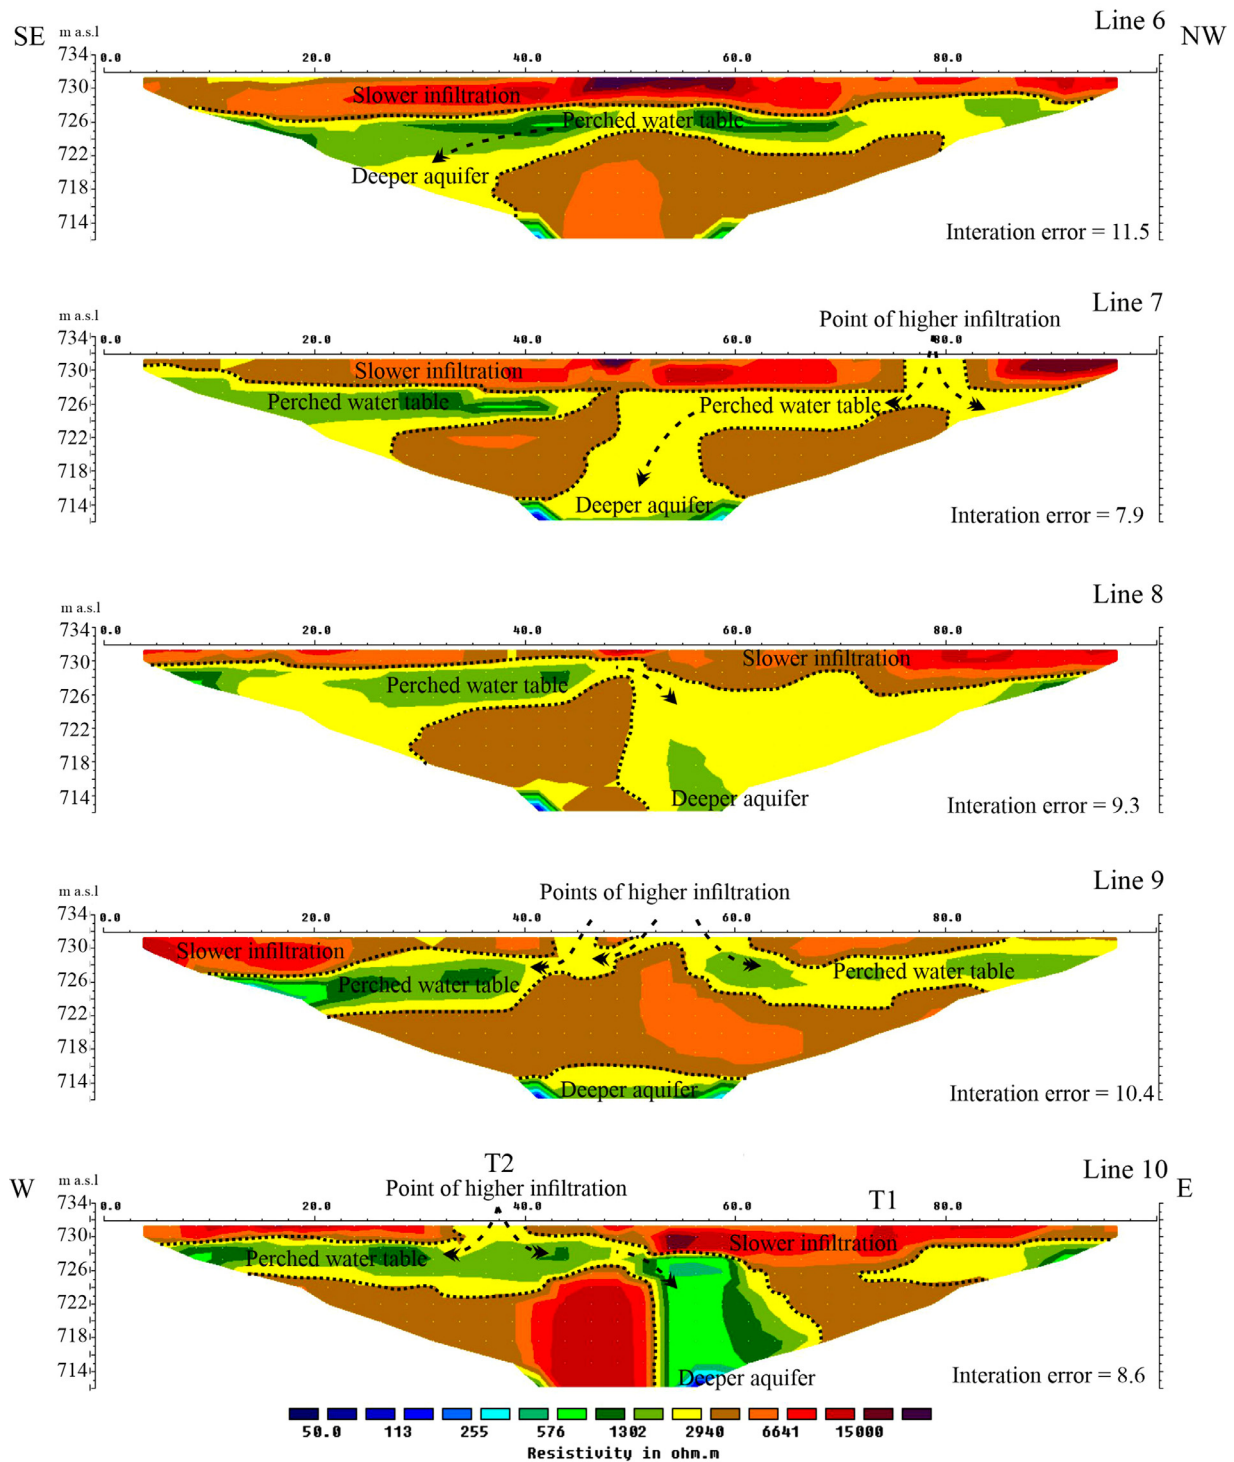 Line 6
SE
NW
m a.s.l
734
730
726
722
718
714
0.0 20.0 40.0 60.0 80.0
Slower infiltration
Perched water table
Deeper aquifer
Interation error = 11.5
Line 7
m a.s.l
Point of higher infiltration
734
730
726
722
718
714
0.0 20.0 40.0 60.0 80.0
Slower infiltration
Perched water table
Perched water table
Deeper aquifer
Interation error = 7.9
Line 8
m a.s.l
734
730
726
722
718
714
0.0 20.0 40.0 60.0 80.0
Slower infiltration
Perched water table
Deeper aquifer
Interation error = 9.3
Line 9
m a.s.l
Points of higher infiltration
734
730
726
722
718
714
0.0 20.0 40.0 60.0 80.0
Slower infiltration
Perched water table
Perched water table
Deeper aquifer
Interation error = 10.4
T2
Line 10
W
E
m a.s.l
Point of higher infiltration
T1
734
730
726
722
718
714
0.0 20.0 40.0 60.0 80.0
Slower infiltration
Perched water table
Deeper aquifer
Interation error = 8.6
50.0 113 255 576 1302 2940 6641 15000
Resistivity in ohm.m